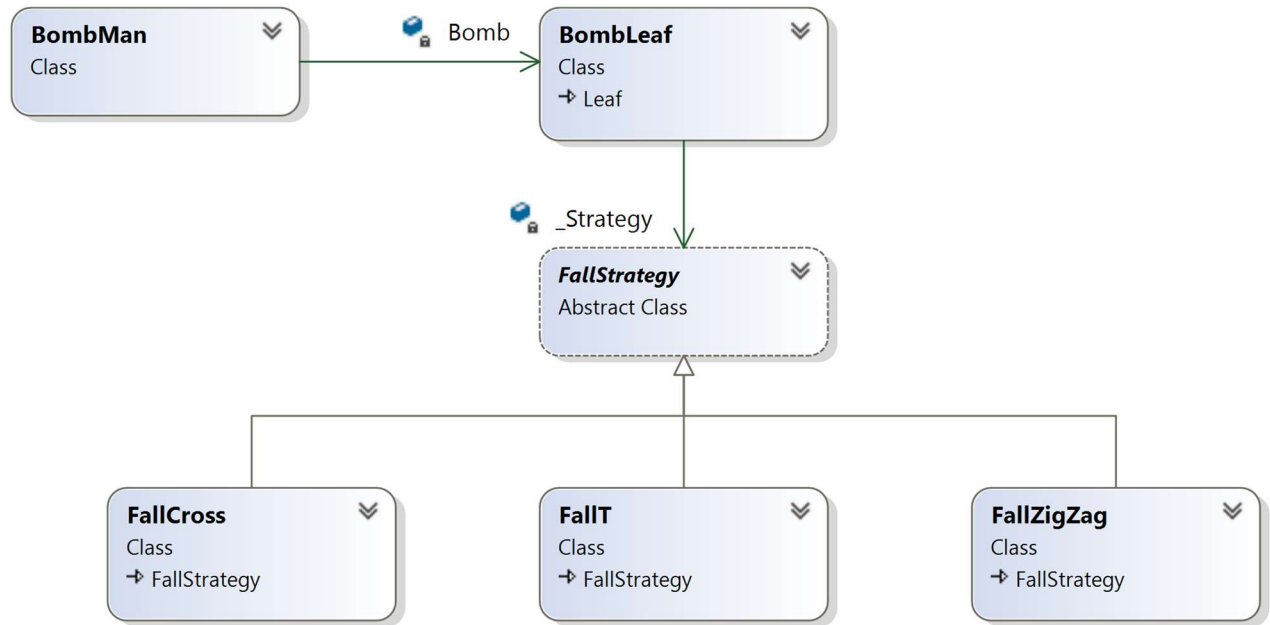 BombMan
Class
Bomb
BombLeaf
Class
Leaf
_Strategy
FallStrategy
Abstract Class
FallCross
Class
FallStrategy
FallT
Class
FallStrategy
FallZigZag
Class
FallStrategy